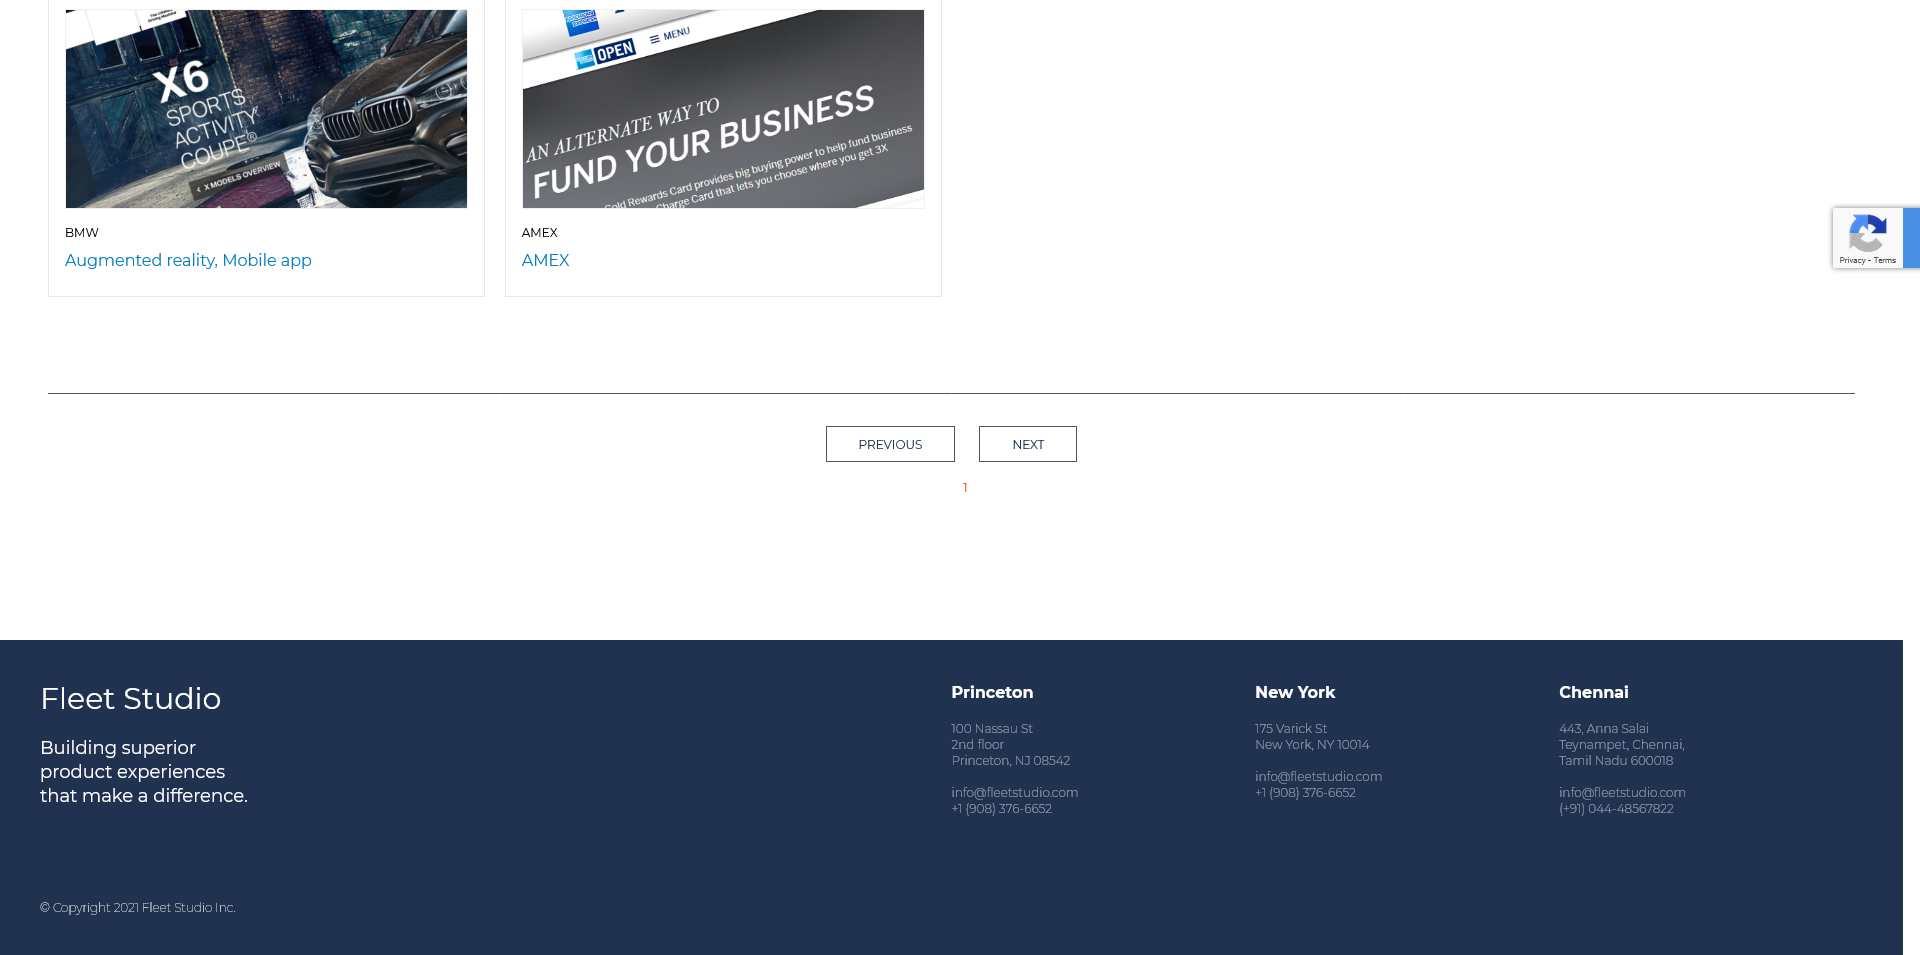 X6
SPORTS
ACTIVITY
COUPE®
‹ X MODELS OVERVIEW
BMW
Augmented reality, Mobile app
AMERICAN
EXPRESS
OPEN
≡ MENU
AN ALTERNATE WAY TO
FUND YOUR BUSINESS
Gold Rewards Card provides big buying power to help fund business
Charge Card that lets you choose where you get 3X
AMEX
AMEX
Privacy - Terms
PREVIOUS
NEXT
1
Fleet Studio
Building superior
product experiences
that make a difference.
Princeton
100 Nassau St
2nd floor
Princeton, NJ 08542
info@fleetstudio.com
+1 (908) 376-6652
New York
175 Varick St
New York, NY 10014
info@fleetstudio.com
+1 (908) 376-6652
Chennai
443, Anna Salai
Teynampet, Chennai,
Tamil Nadu 600018
info@fleetstudio.com
(+91) 044-48567822
© Copyright 2021 Fleet Studio Inc.